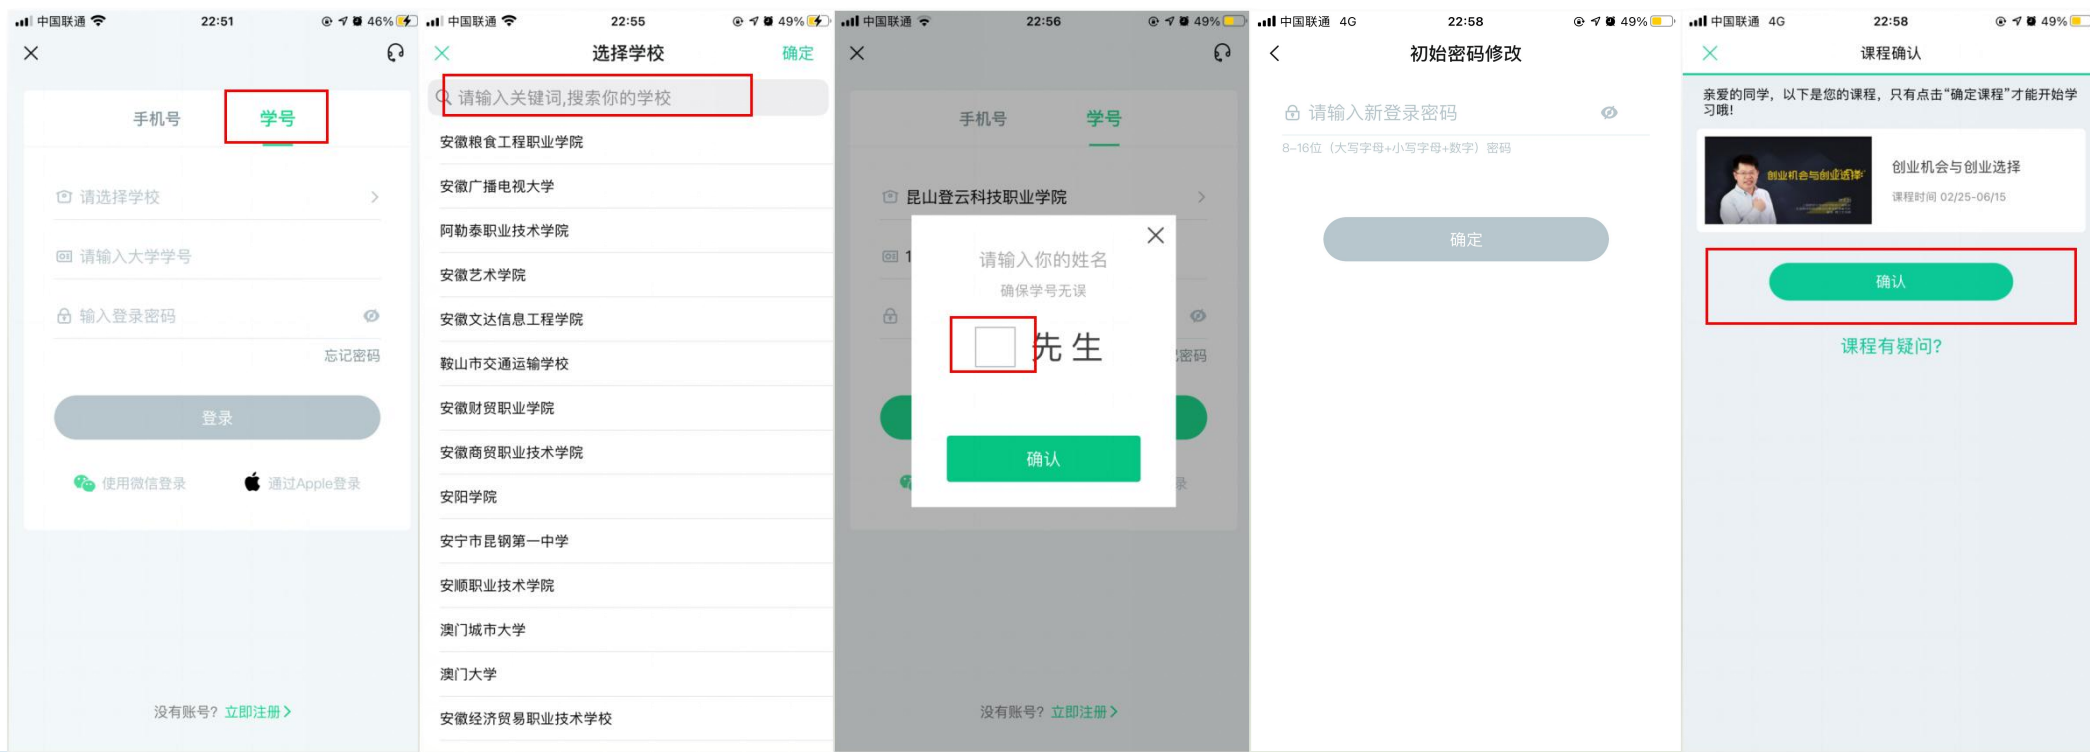 中国联通
22:51
46%
手机号
学号
请选择学校
请输入大学学号
输入登录密码
忘记密码
登录
使用微信登录
通过Apple登录
没有账号？立即注册
中国联通
22:55
49%
选择学校
确定
请输入关键词,搜索你的学校
安徽粮食工程职业学院
安徽广播电视大学
阿勒泰职业技术学院
安徽艺术学院
安徽文达信息工程学院
鞍山市交通运输学校
安徽财贸职业学院
安徽商贸职业技术学院
安阳学院
安宁市昆钢第一中学
安顺职业技术学院
澳门城市大学
澳门大学
安徽经济贸易职业技术学校
中国联通
22:56
49%
手机号
学号
昆山登云科技职业学院
1
请输入你的姓名
确保学号无误
先生
密码
确认
录
没有账号？立即注册
中国联通 4G
22:58
49%
初始密码修改
请输入新登录密码
8-16位（大写字母+小写字母+数字）密码
确定
中国联通 4G
22:58
49%
课程确认
亲爱的同学，以下是您的课程，只有点击“确定课程”才能开始学
习哦!
创业机会与创业选择
创业机会与创业选择
课程时间 02/25-06/15
确认
课程有疑问?